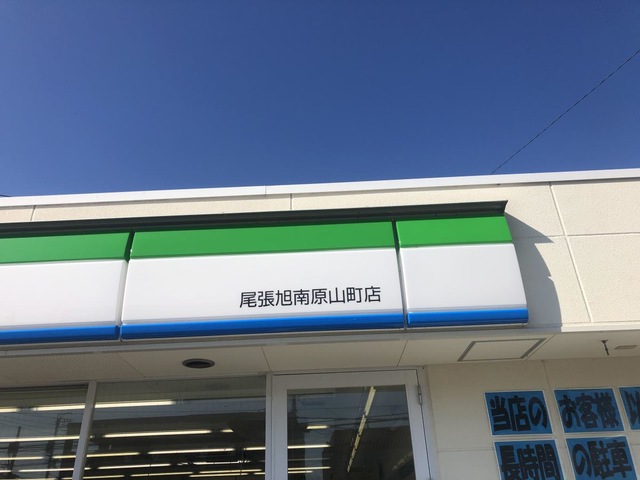 尾張旭南原山町店
当店の お客様
長時間 の駐車